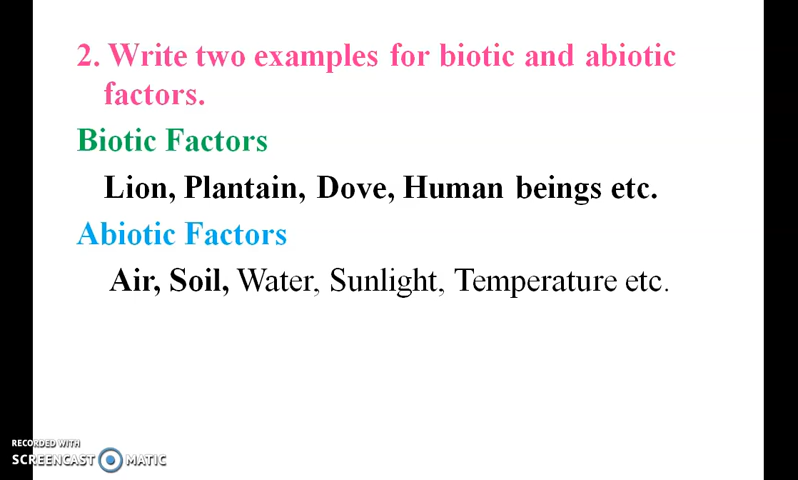 2. Write two examples for biotic and abiotic
factors.
Biotic Factors
Lion, Plantain, Dove, Human beings etc.
Abiotic Factors
Air, Soil, Water, Sunlight, Temperature etc.
RECORDED WITH
SCREENCAST MATIC